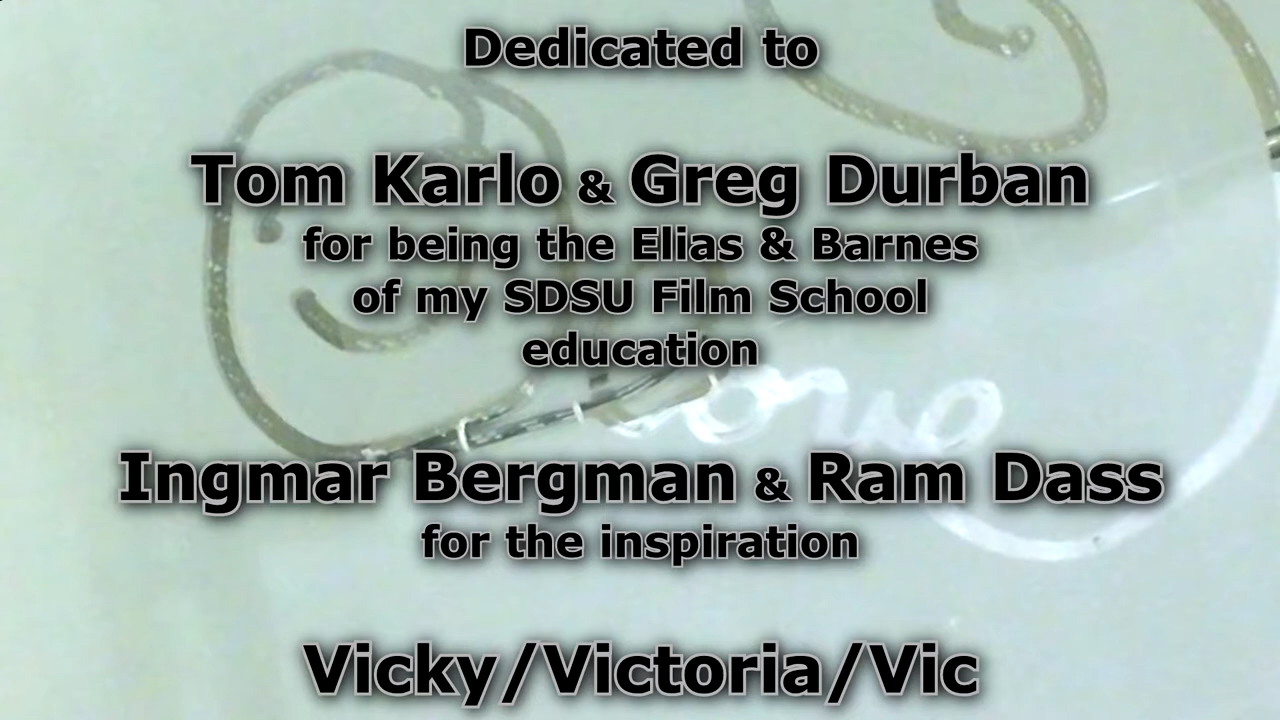 Dedicated to
Tom Karlo & Greg Durban
for being the Elias & Barnes
of my SDSU Film School
education
Love
Ingmar Bergman & Ram Dass
for the inspiration
Vicky/Victoria/Vic